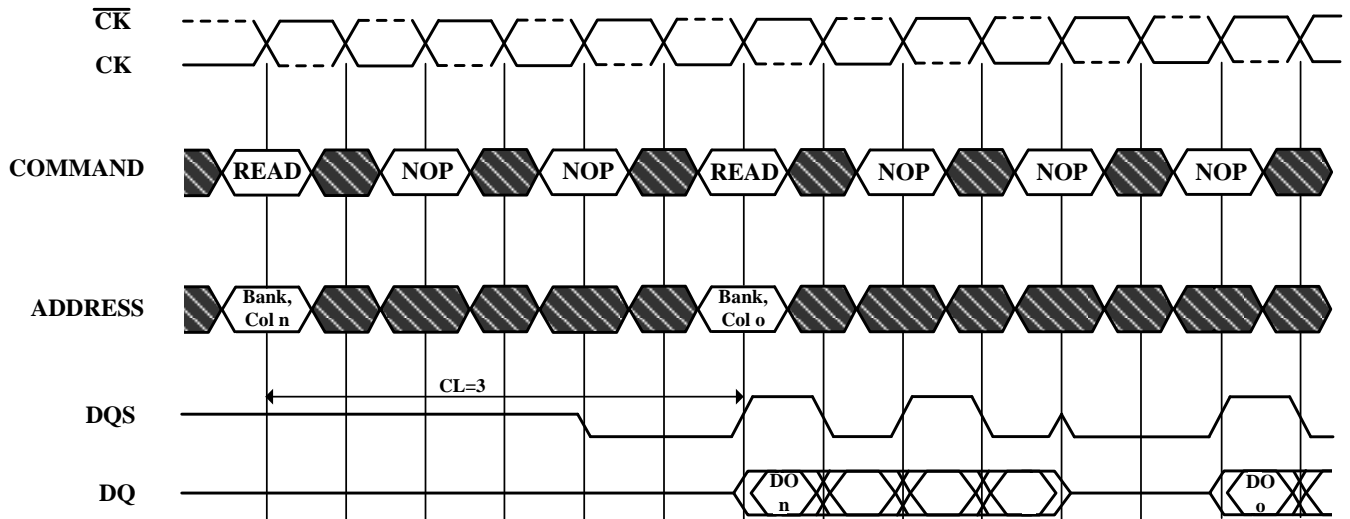 CK
CK
COMMAND READ NOP NOP READ NOP NOP NOP
ADDRESS Bank, Col n Bank, Col o
CL=3
DQS
DQ DO n DO o